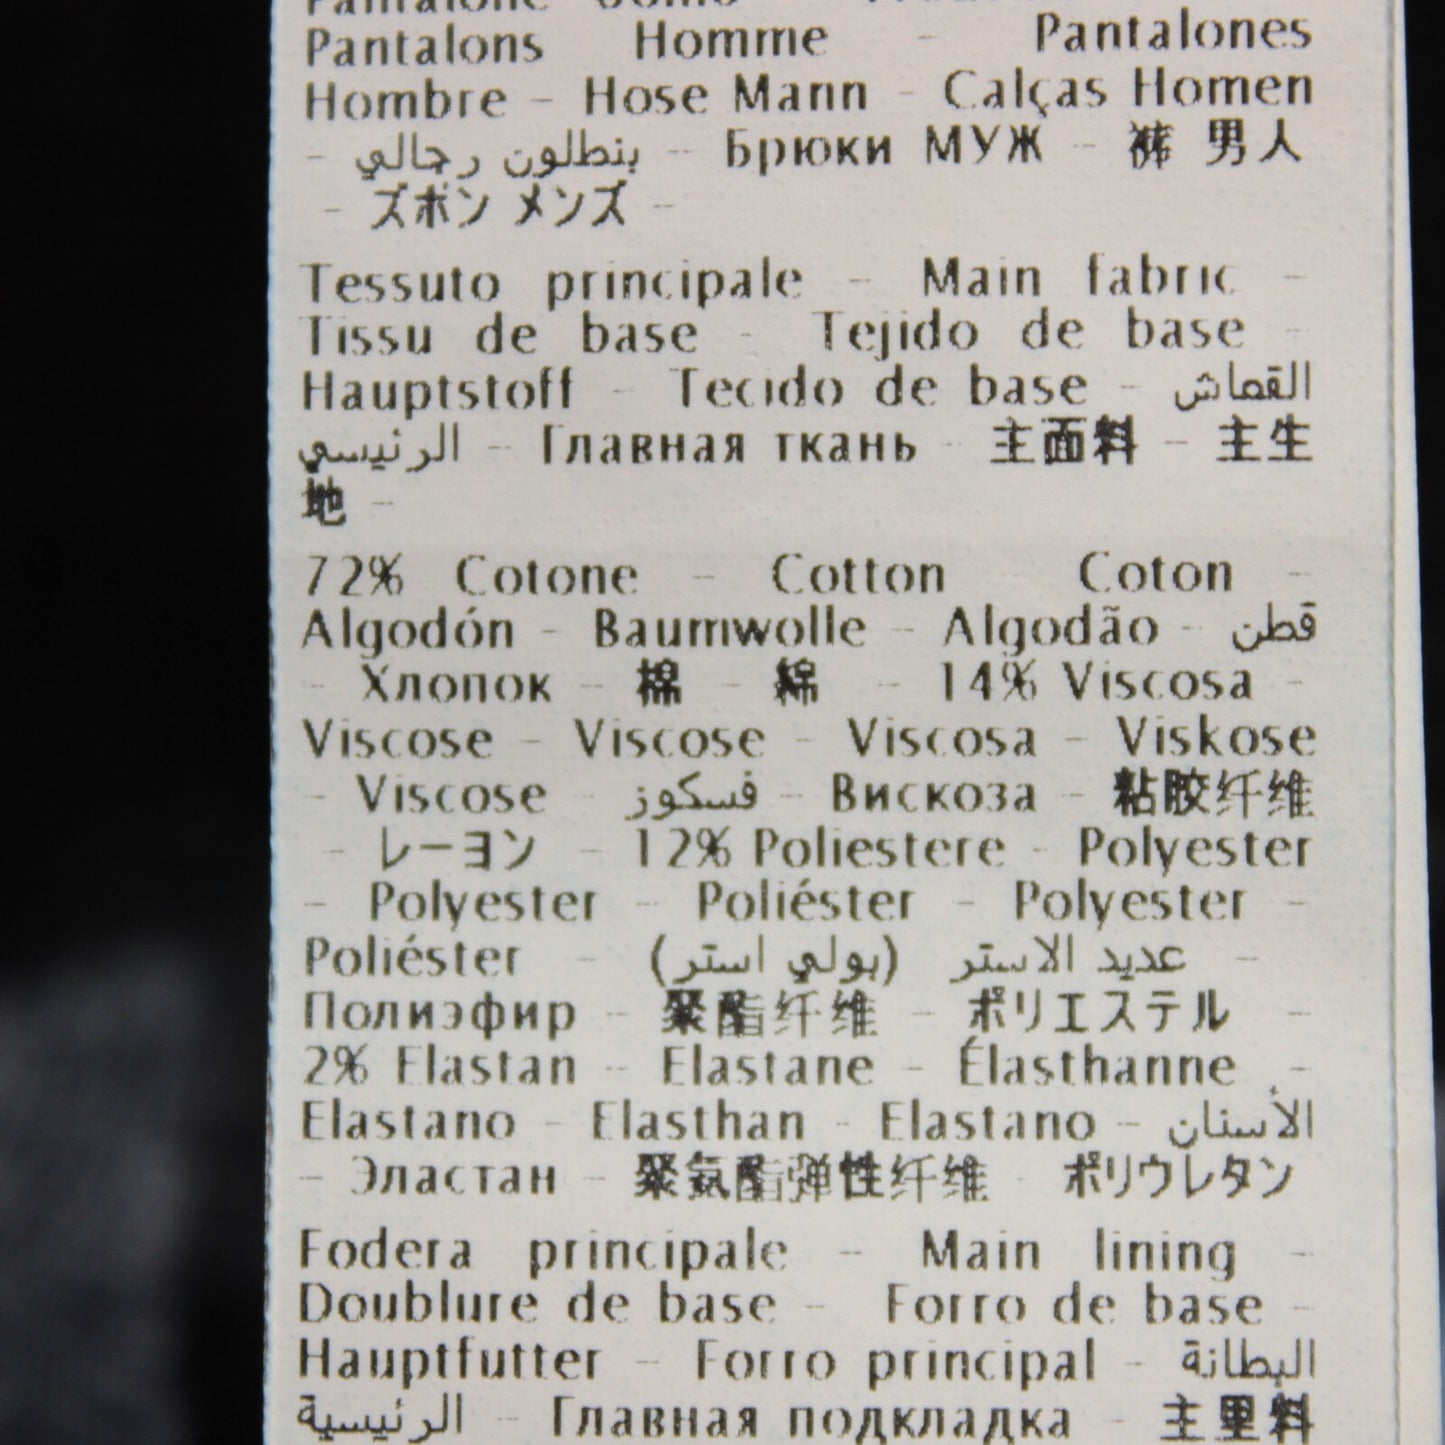 Pantalons Homme - Pantalones
Hombre - Hose Mann - Calças Homen
- بنطلون رجالي - Брюки МУЖ - 裤 男人
- ズボン メンズ -
Tessuto principale - Main fabric -
Tissu de base - Tejido de base -
Hauptstoff - Tecido de base - القماش
الرئيسي - Главная ткань - 主面料 - 主生
地 -
72% Cotone - Cotton - Coton -
Algodón - Baumwolle - Algodão - قطن
- Хлопок - 棉 - 綿 - 14% Viscosa -
Viscose - Viscose - Viscosa - Viskose
- Viscose - فسكوز - Вискоза - 粘胶纤维
- レーヨン - 12% Poliestere - Polyester
- Polyester - Poliéster - Polyester -
Poliéster - عديد الاستر (بولي استر) -
Полиэфир - 聚酯纤维 - ポリエステル -
2% Elastan - Elastane - Élasthanne -
Elastano - Elasthan - Elastano - الأسنان
- Эластан - 聚氨酯弹性纤维 - ポリウレタン
Fodera principale - Main lining -
Doublure de base - Forro de base -
Hauptfutter - Forro principal - البطانة
الرئيسية - Главная подкладка - 主里料